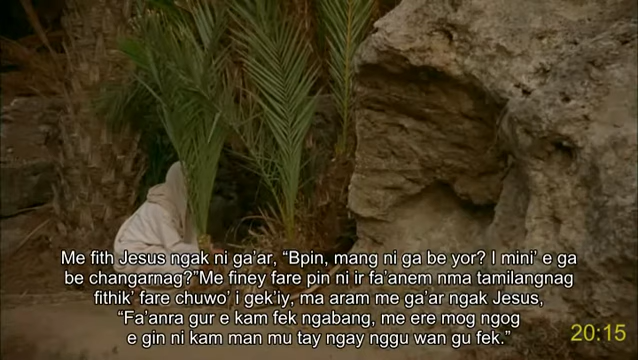 Me fith Jesus ngak ni ga'ar, “Bpin, mang ni ga be yor? I mini' e ga
be changarnag?”Me finey fare pin ni ir fa'anem nma tamilangnag
fithik' fare chuwo' i gek'iy, ma aram me ga'ar ngak Jesus,
“Fa'anra gur e kam fek ngabang, me ere mog ngog
e gin ni kam man mu tay ngay nggu wan gu fek.”
20:15